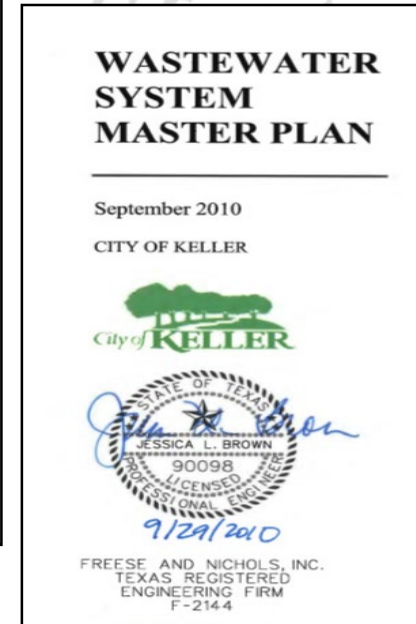 WASTEWATER
SYSTEM
MASTER PLAN
September 2010
CITY OF KELLER
City of KELLER
STATE OF TEXAS
JESSICA L. BROWN
90098
LICENSED
PROFESSIONAL ENGINEER
9/29/2010
FREESE AND NICHOLS, INC.
TEXAS REGISTERED
ENGINEERING FIRM
F-2144